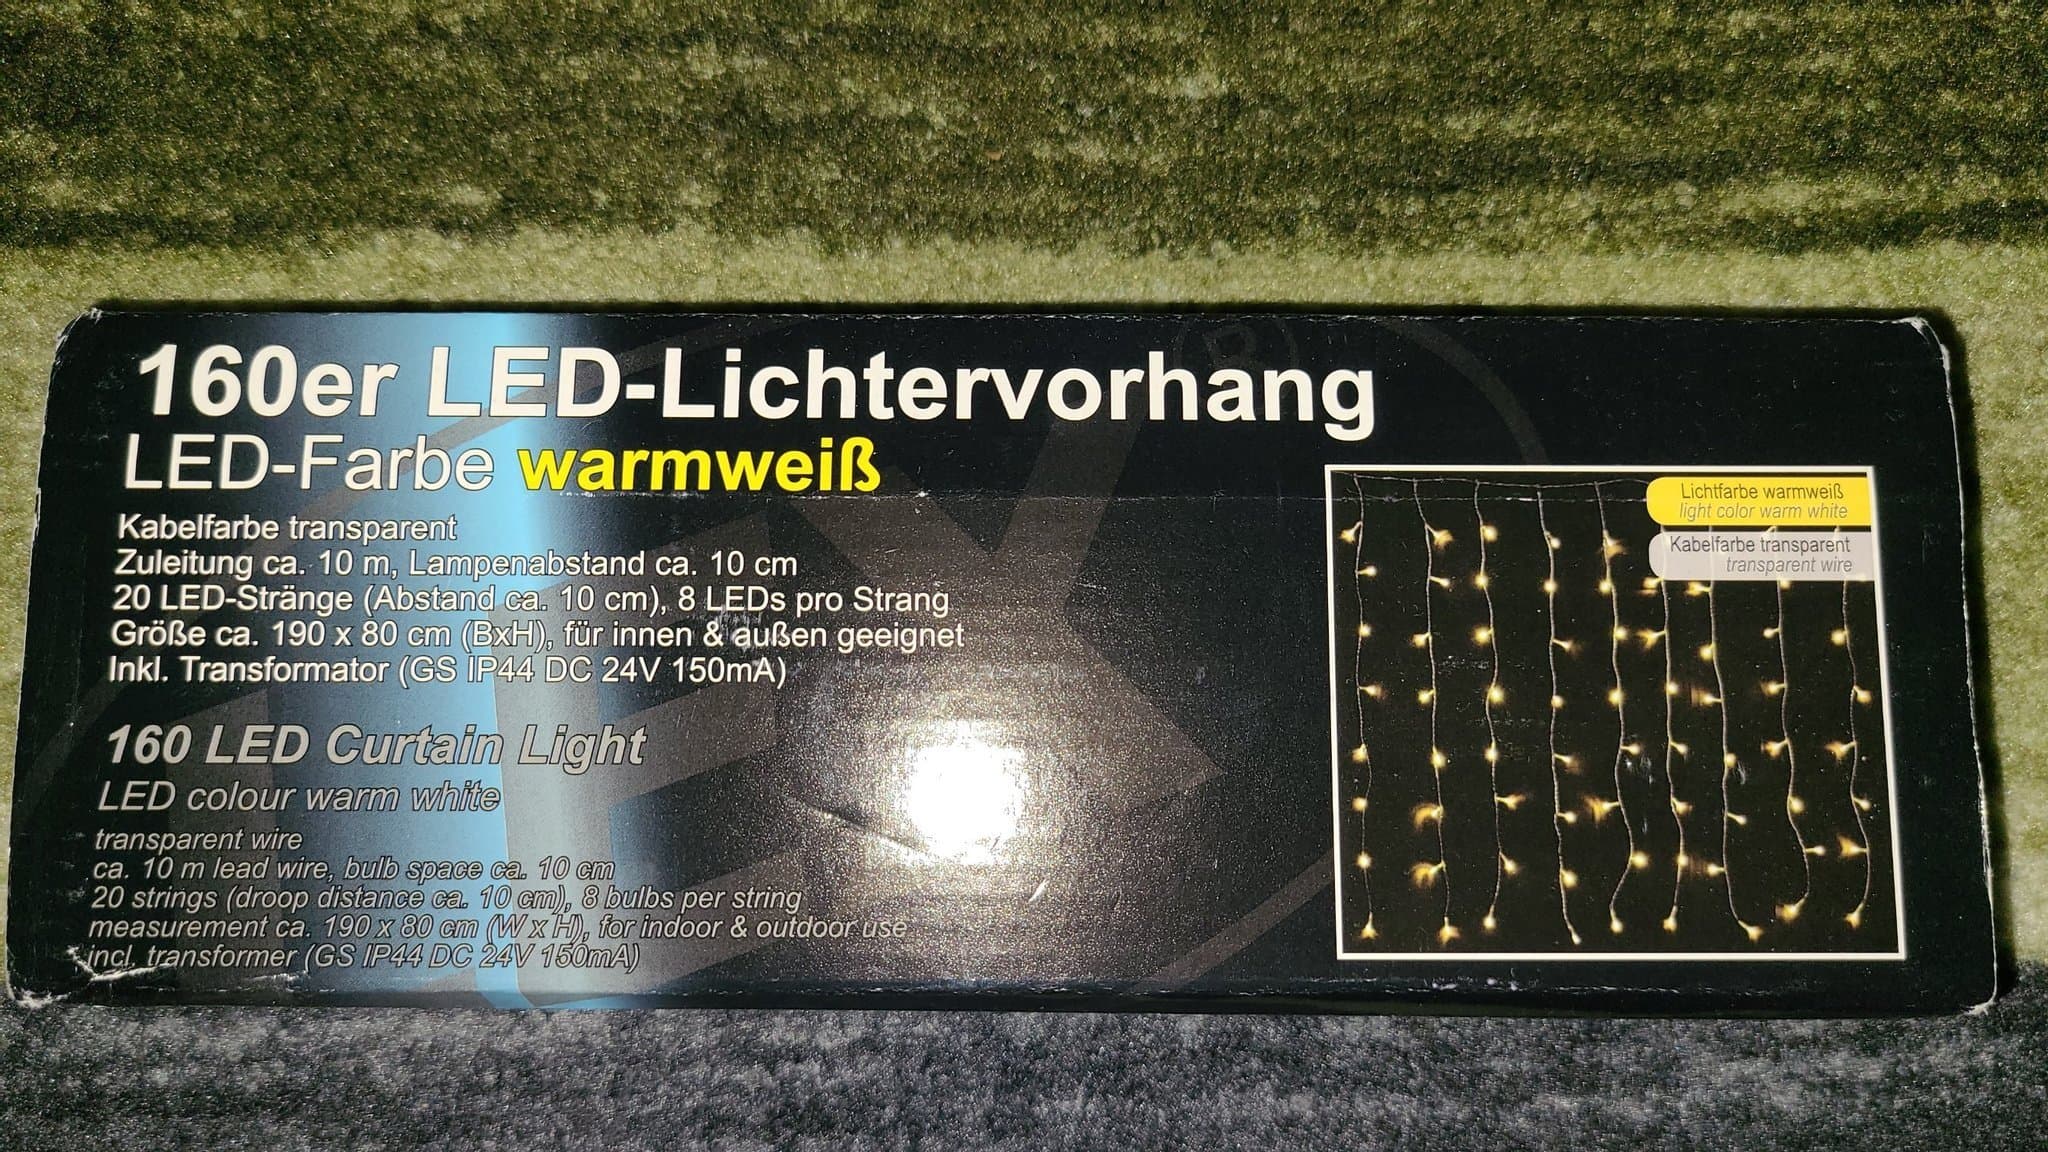 160er LED-Lichtervorhang
LED-Farbe warmweiß
Kabelfarbe transparent
Zuleitung ca. 10 m, Lampenabstand ca. 10 cm
20 LED-Stränge (Abstand ca. 10 cm), 8 LEDs pro Strang
Größe ca. 190 x 80 cm (BxH), für innen & außen geeignet
Inkl. Transformator (GS IP44 DC 24V 150mA)
160 LED Curtain Light
LED colour warm white
transparent wire
ca. 10 m lead wire, bulb space ca. 10 cm
20 strings (droop distance ca. 10 cm), 8 bulbs per string
measurement ca. 190 x 80 cm (W x H), for indoor & outdoor use
incl. transformer (GS IP44 DC 24V 150mA)
Lichtfarbe warmweiß
light color warm white
Kabelfarbe transparent
transparent wire
®